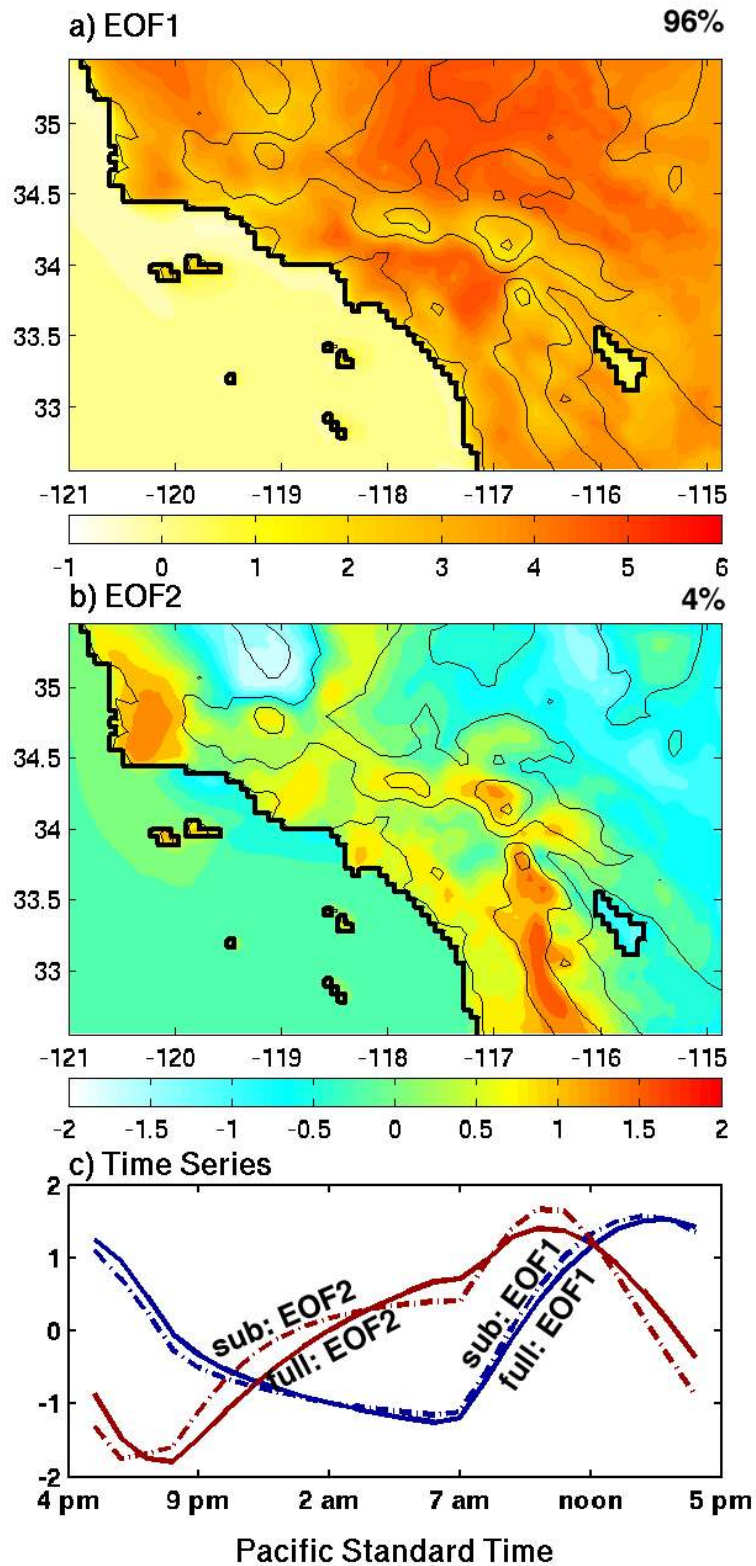 a) EOF1 96%
35
34.5
34
33.5
33
-121 -120 -119 -118 -117 -116 -115
-1 0 1 2 3 4 5 6
b) EOF2 4%
35
34.5
34
33.5
33
-121 -120 -119 -118 -117 -116 -115
-2 -1.5 -1 -0.5 0 0.5 1 1.5 2
c) Time Series
2
1
0
-1
-2
sub: EOF2
full: EOF2
sub: EOF1
full: EOF1
4 pm 9 pm 2 am 7 am noon 5 pm
Pacific Standard Time